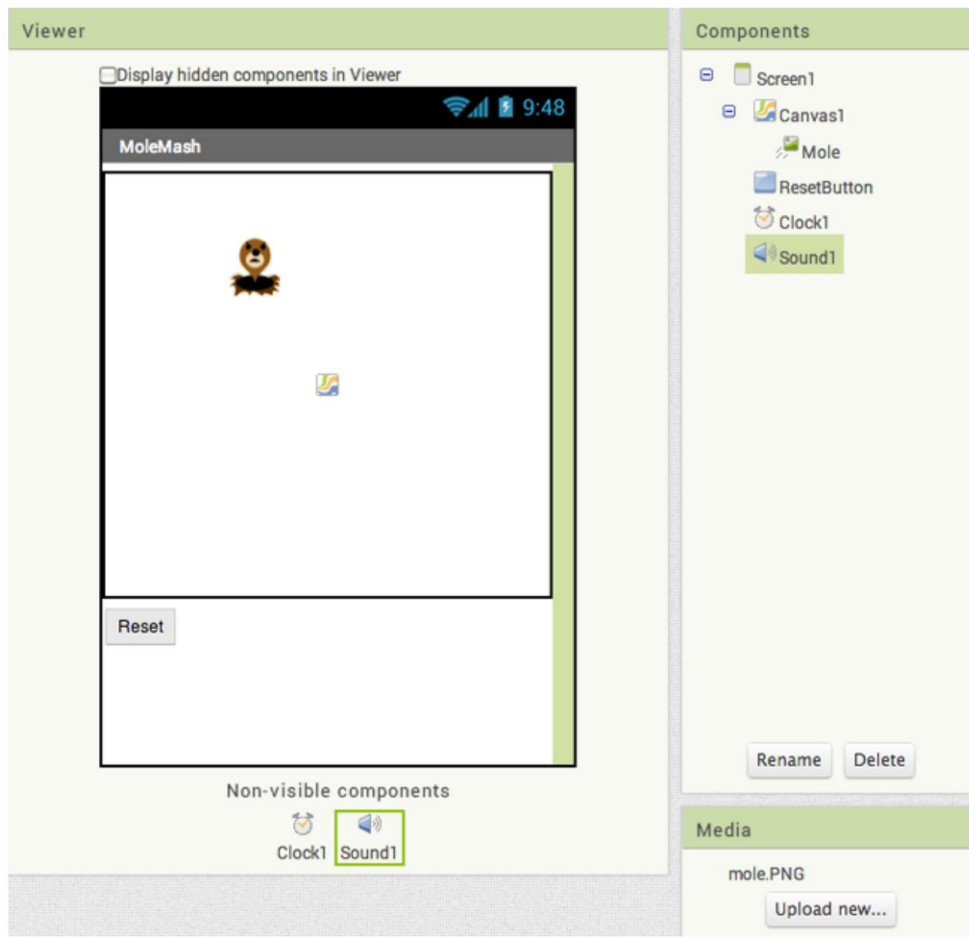 Viewer
Display hidden components in Viewer
9:48
MoleMash
Reset
Non-visible components
Clock1
Sound1
Components
Screen1
Canvas1
Mole
ResetButton
Clock1
Sound1
Rename
Delete
Media
mole.PNG
Upload new...